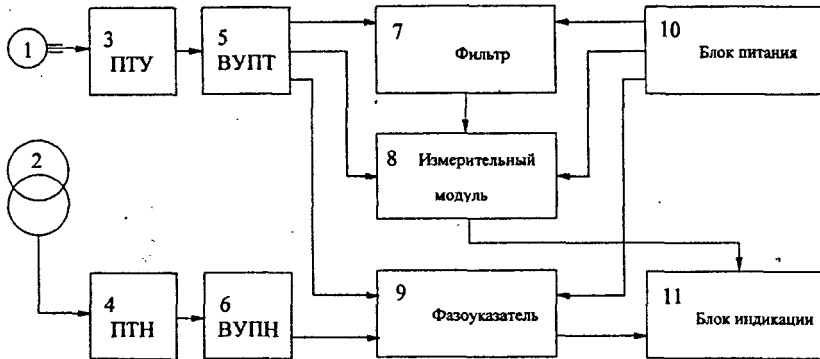 1
3
ПТУ
5
ВУПТ
7
Фильтр
10
Блок питания
2
8 Измерительный
модуль
4
ПТН
6
ВУПН
9
Фазоуказатель
11
Блок индикации